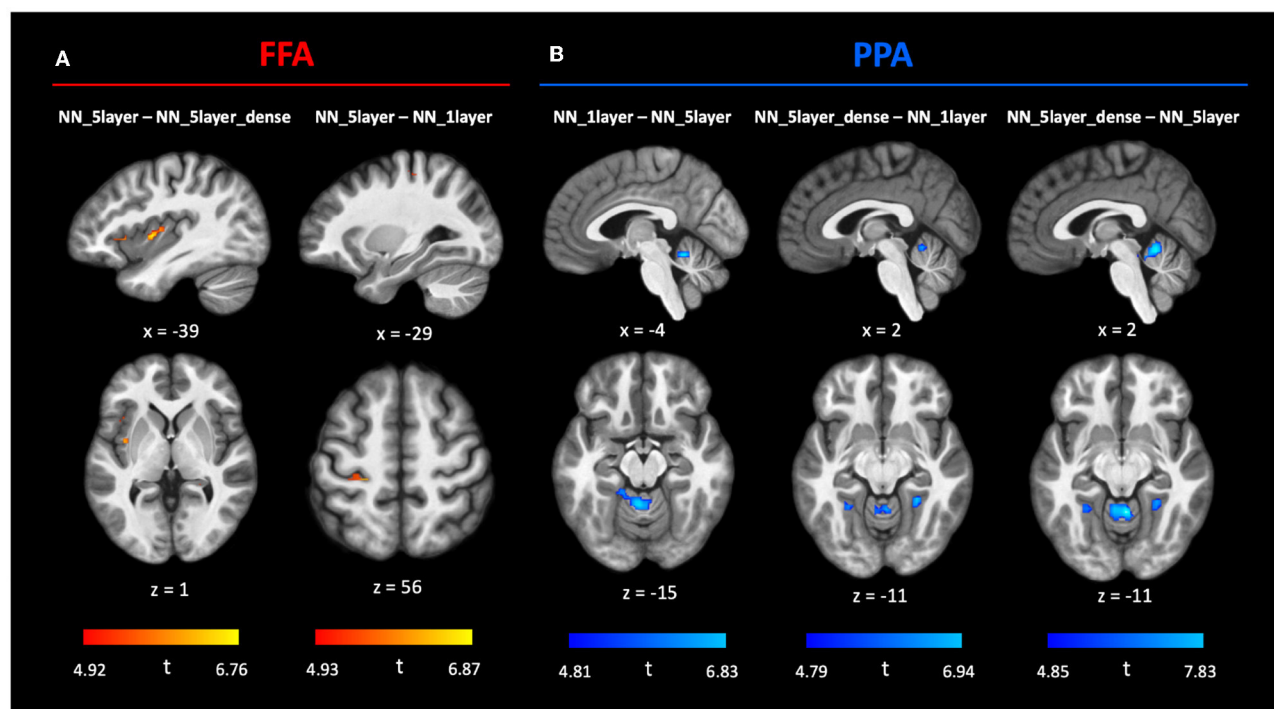 A
FFA
B
PPA
NN_5layer – NN_5layer_dense
NN_5layer – NN_1layer
NN_1layer – NN_5layer
NN_5layer_dense – NN_1layer
NN_5layer_dense – NN_5layer
x = -39
x = -29
x = -4
x = 2
x = 2
z = 1
z = 56
z = -15
z = -11
z = -11
4.92 t 6.76
4.93 t 6.87
4.81 t 6.83
4.79 t 6.94
4.85 t 7.83